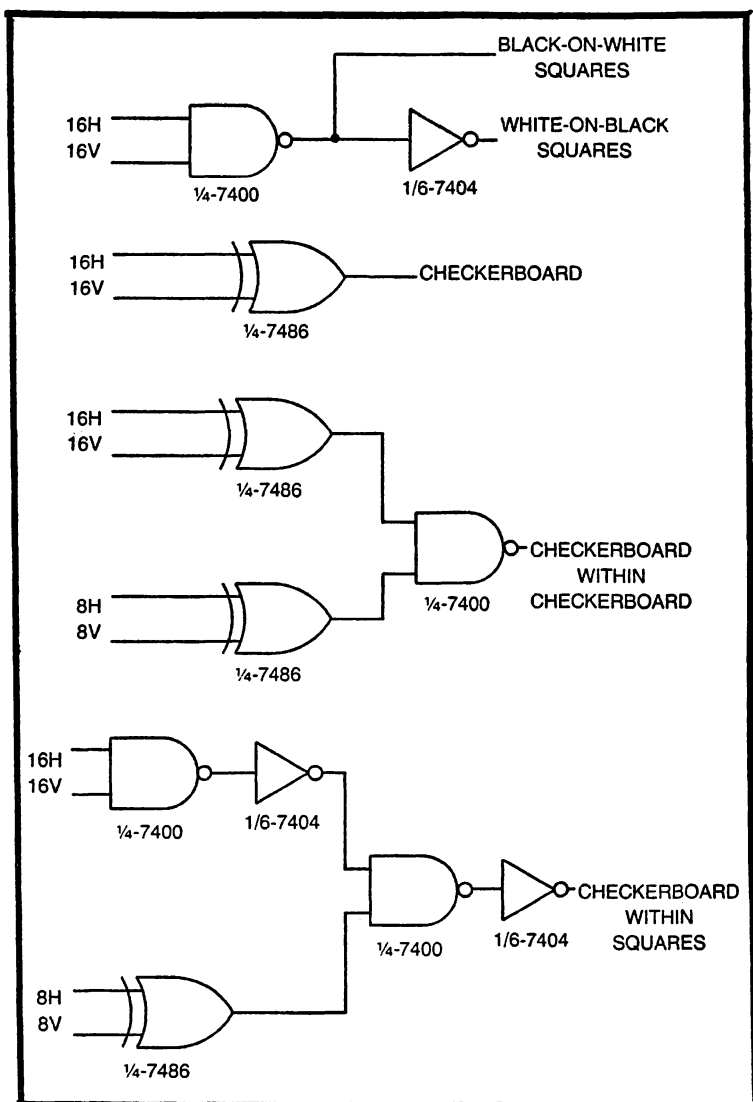 BLACK-ON-WHITE
SQUARES
16H
16V
WHITE-ON-BLACK
SQUARES
¼-7400
1/6-7404
16H
16V
CHECKERBOARD
¼-7486
16H
16V
¼-7486
CHECKERBOARD
WITHIN
CHECKERBOARD
8H
8V
¼-7400
¼-7486
16H
16V
¼-7400
1/6-7404
CHECKERBOARD
WITHIN
SQUARES
¼-7400
1/6-7404
8H
8V
¼-7486